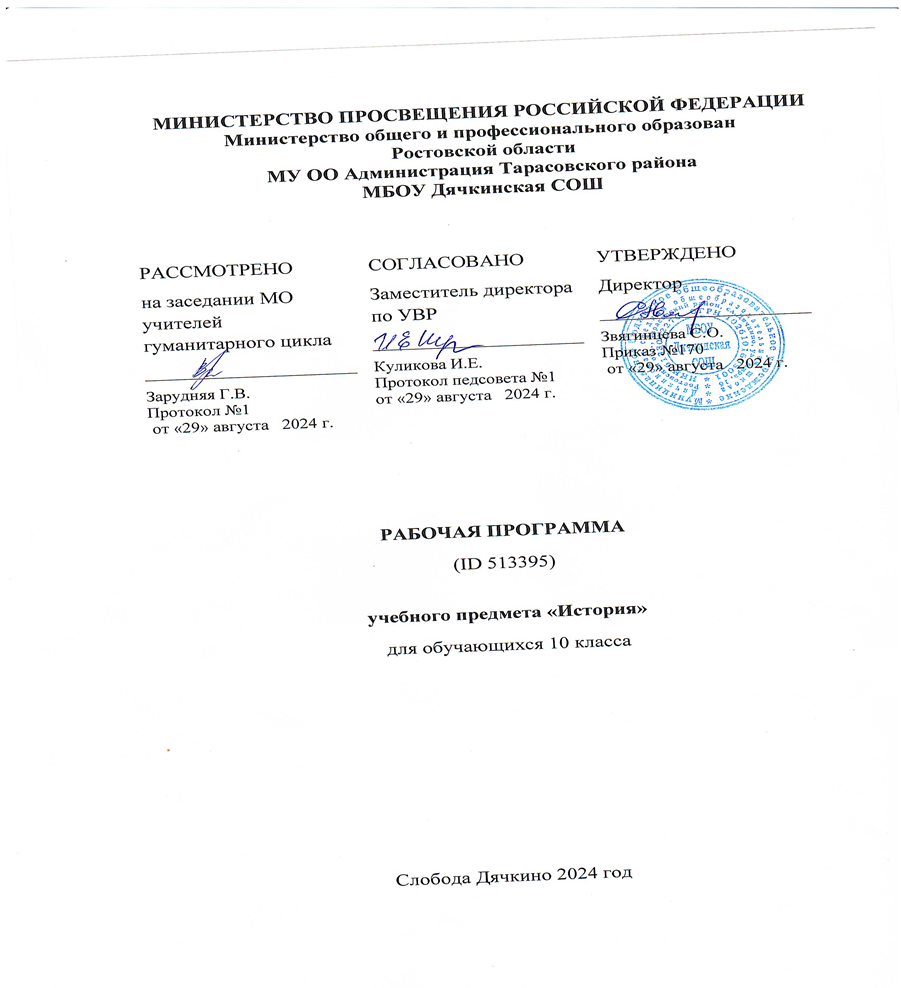 МИНИСТЕРСТВО ПРОСВЕЩЕНИЯ РОССИЙСКОЙ ФЕДЕРАЦИИ
Министерство общего и профессионального образован
Ростовской области
МУ ОО Администрация Тарасовского района
МБОУ Дячкинская СОШ
РАССМОТРЕНО
на заседании МО
учителей
гуманитарного цикла
Зарудняя Г.В.
Протокол №1
от «29» августа 2024 г.
СОГЛАСОВАНО
Заместитель директора
по УВР
Куликова И.Е.
Протокол педсовета №1
от «29» августа 2024 г.
УТВЕРЖДЕНО
Директор
Звягинцева С.О.
Приказ №170
от «29» августа 2024 г.
МБОУ
Дячкинская
СОШ
РАБОЧАЯ ПРОГРАММА
(ID 513395)
учебного предмета «История»
для обучающихся 10 класса
Слобода Дячкино 2024 год